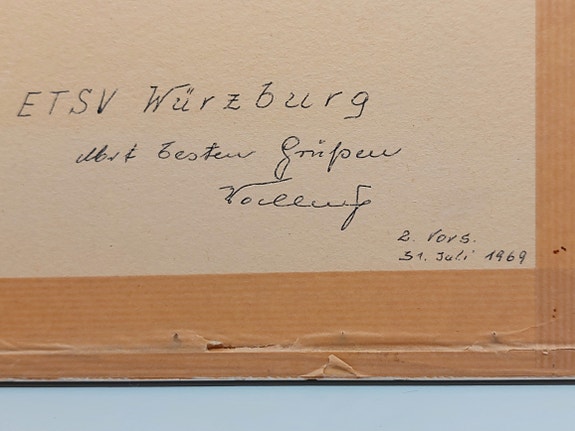 ETSV Würzburg
Mit besten Grüßen
2. Vors.
31. Juli 1969